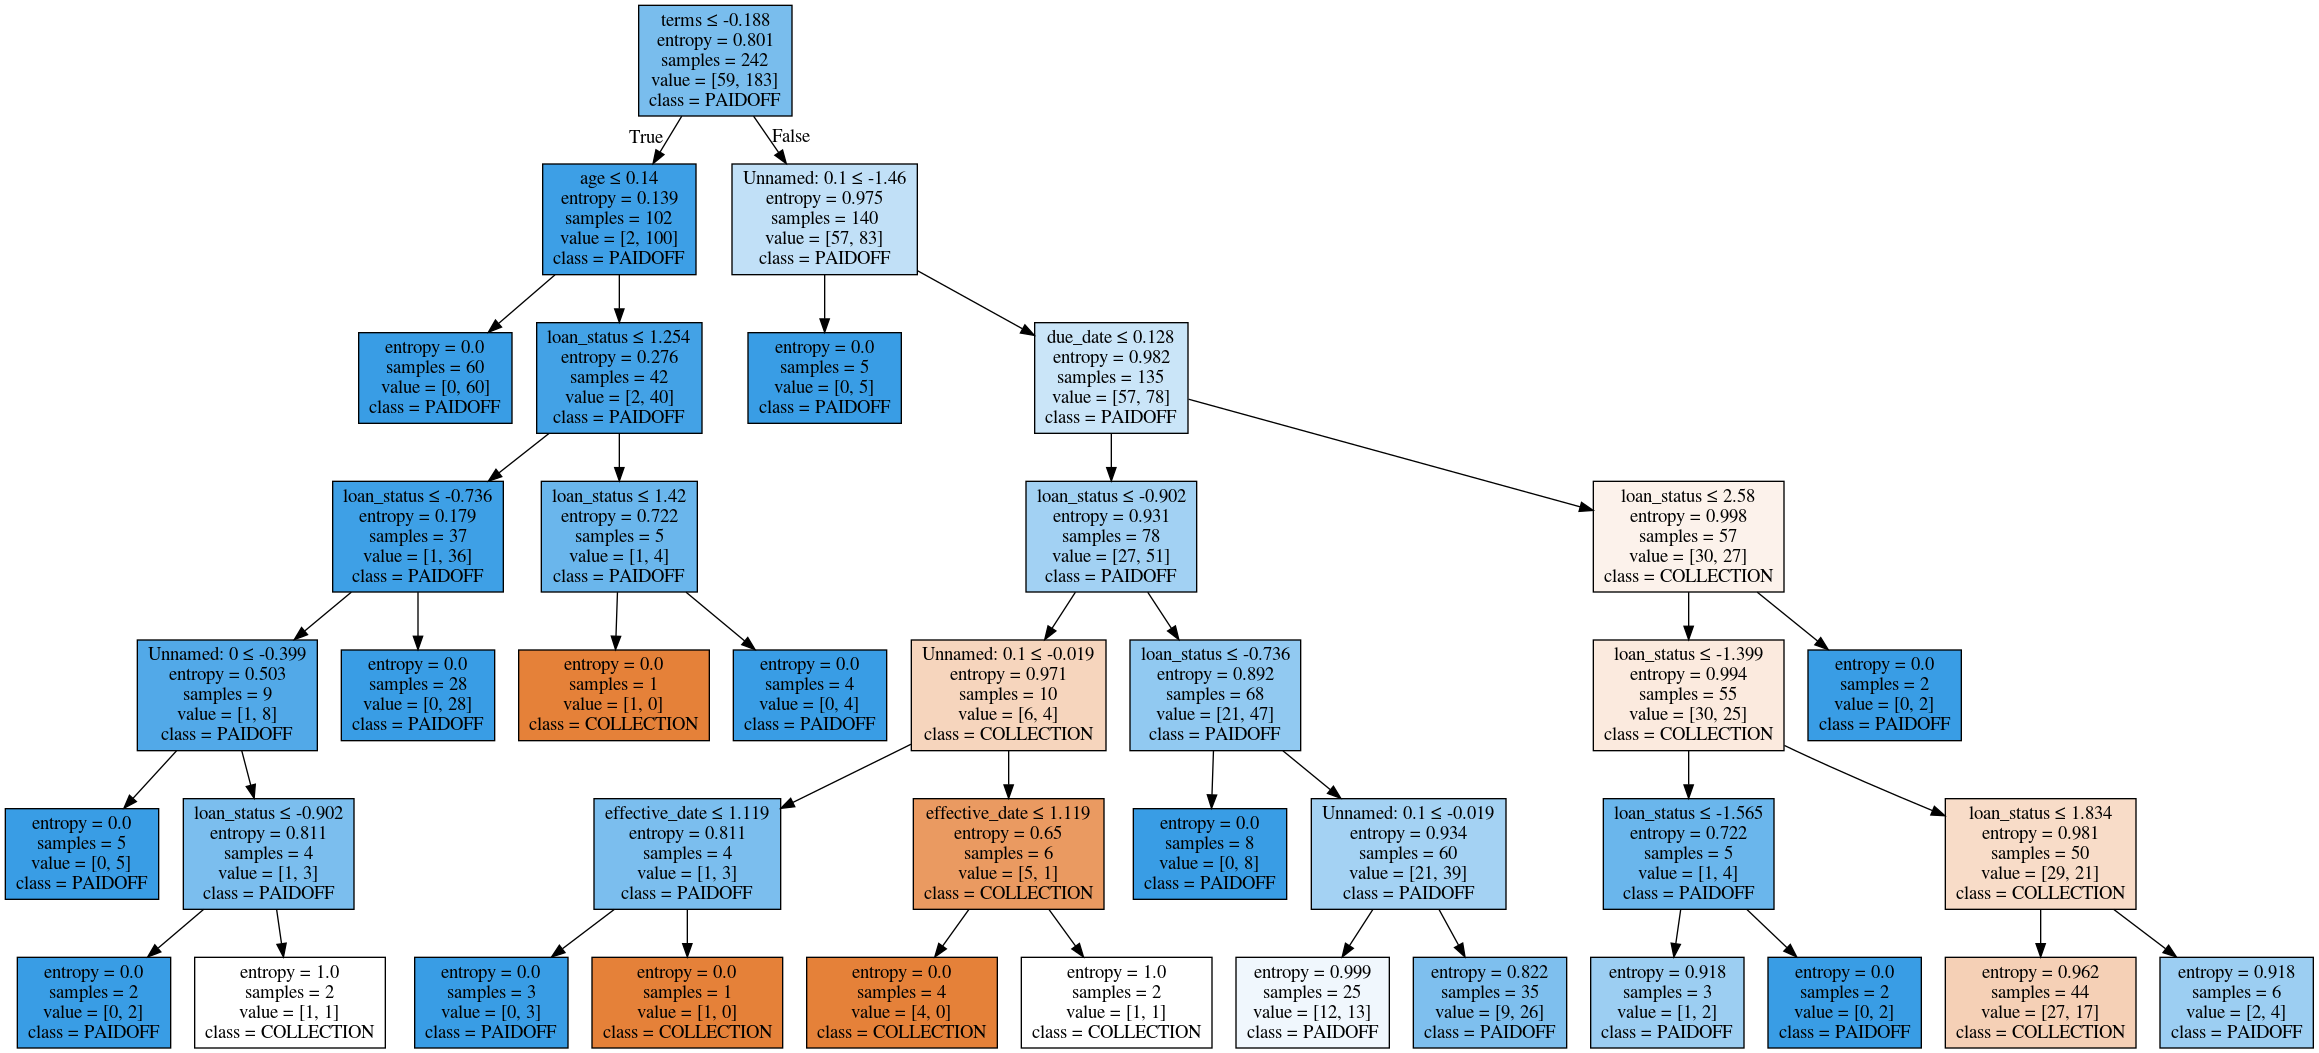 terms ≤ -0.188
entropy = 0.801
samples = 242
value = [59, 183]
class = PAIDOFF
True
False
age ≤ 0.14
entropy = 0.139
samples = 102
value = [2, 100]
class = PAIDOFF
Unnamed: 0.1 ≤ -1.46
entropy = 0.975
samples = 140
value = [57, 83]
class = PAIDOFF
entropy = 0.0
samples = 60
value = [0, 60]
class = PAIDOFF
loan_status ≤ 1.254
entropy = 0.276
samples = 42
value = [2, 40]
class = PAIDOFF
entropy = 0.0
samples = 5
value = [0, 5]
class = PAIDOFF
due_date ≤ 0.128
entropy = 0.982
samples = 135
value = [57, 78]
class = PAIDOFF
loan_status ≤ -0.736
entropy = 0.179
samples = 37
value = [1, 36]
class = PAIDOFF
loan_status ≤ 1.42
entropy = 0.722
samples = 5
value = [1, 4]
class = PAIDOFF
loan_status ≤ -0.902
entropy = 0.931
samples = 78
value = [27, 51]
class = PAIDOFF
loan_status ≤ 2.58
entropy = 0.998
samples = 57
value = [30, 27]
class = COLLECTION
Unnamed: 0 ≤ -0.399
entropy = 0.503
samples = 9
value = [1, 8]
class = PAIDOFF
entropy = 0.0
samples = 28
value = [0, 28]
class = PAIDOFF
entropy = 0.0
samples = 1
value = [1, 0]
class = COLLECTION
entropy = 0.0
samples = 4
value = [0, 4]
class = PAIDOFF
Unnamed: 0.1 ≤ -0.019
entropy = 0.971
samples = 10
value = [6, 4]
class = COLLECTION
loan_status ≤ -0.736
entropy = 0.892
samples = 68
value = [21, 47]
class = PAIDOFF
loan_status ≤ -1.399
entropy = 0.994
samples = 55
value = [30, 25]
class = COLLECTION
entropy = 0.0
samples = 2
value = [0, 2]
class = PAIDOFF
entropy = 0.0
samples = 5
value = [0, 5]
class = PAIDOFF
loan_status ≤ -0.902
entropy = 0.811
samples = 4
value = [1, 3]
class = PAIDOFF
effective_date ≤ 1.119
entropy = 0.811
samples = 4
value = [1, 3]
class = PAIDOFF
effective_date ≤ 1.119
entropy = 0.65
samples = 6
value = [5, 1]
class = COLLECTION
entropy = 0.0
samples = 8
value = [0, 8]
class = PAIDOFF
Unnamed: 0.1 ≤ -0.019
entropy = 0.934
samples = 60
value = [21, 39]
class = PAIDOFF
loan_status ≤ -1.565
entropy = 0.722
samples = 5
value = [1, 4]
class = PAIDOFF
loan_status ≤ 1.834
entropy = 0.981
samples = 50
value = [29, 21]
class = COLLECTION
entropy = 0.0
samples = 2
value = [0, 2]
class = PAIDOFF
entropy = 1.0
samples = 2
value = [1, 1]
class = COLLECTION
entropy = 0.0
samples = 3
value = [0, 3]
class = PAIDOFF
entropy = 0.0
samples = 1
value = [1, 0]
class = COLLECTION
entropy = 0.0
samples = 4
value = [4, 0]
class = COLLECTION
entropy = 1.0
samples = 2
value = [1, 1]
class = COLLECTION
entropy = 0.999
samples = 25
value = [12, 13]
class = PAIDOFF
entropy = 0.822
samples = 35
value = [9, 26]
class = PAIDOFF
entropy = 0.918
samples = 3
value = [1, 2]
class = PAIDOFF
entropy = 0.0
samples = 2
value = [0, 2]
class = PAIDOFF
entropy = 0.962
samples = 44
value = [27, 17]
class = COLLECTION
entropy = 0.918
samples = 6
value = [2, 4]
class = PAIDOFF